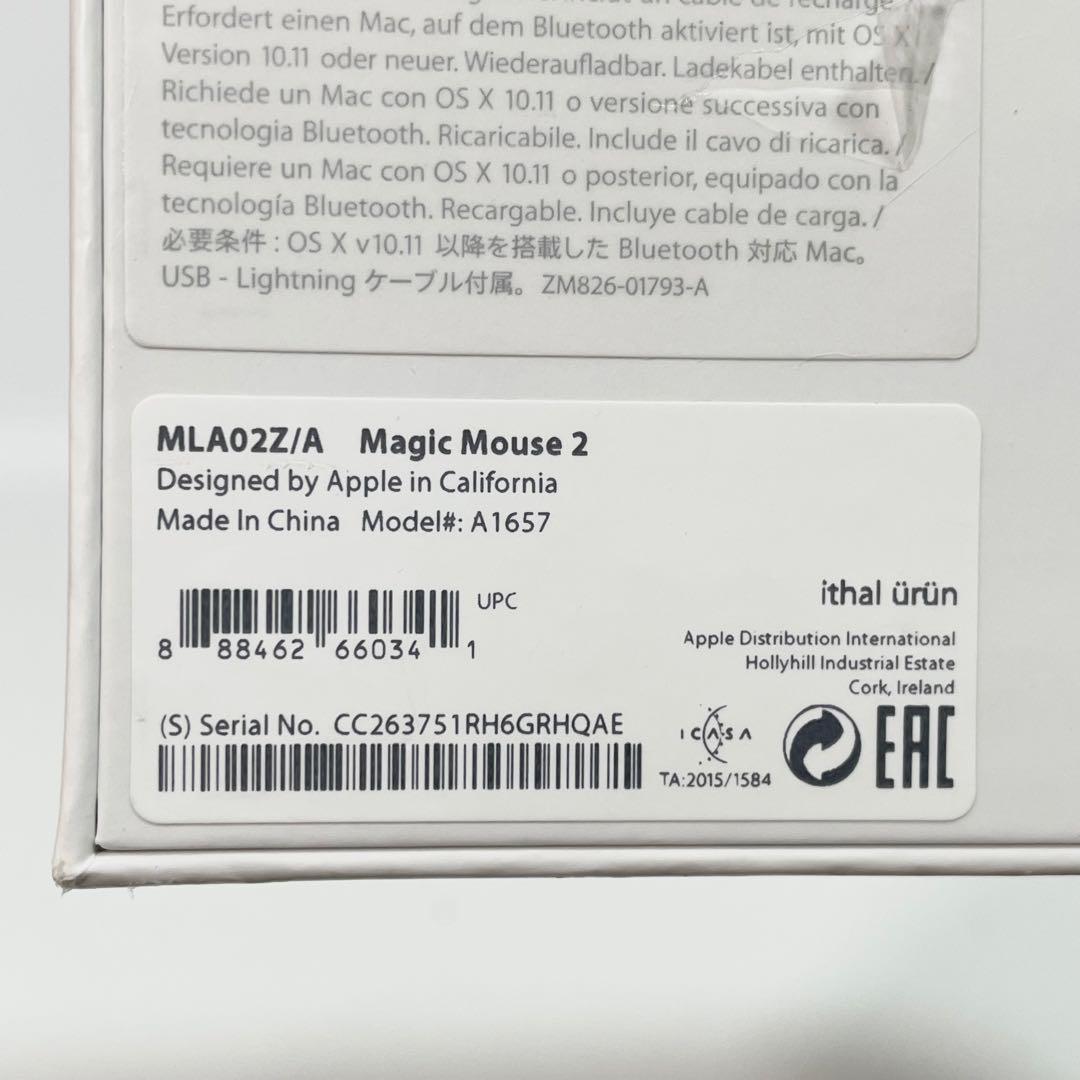 un cable de recharge /
Erfordert einen Mac, auf dem Bluetooth aktiviert ist, mit OS X
Version 10.11 oder neuer. Wiederaufladbar. Ladekabel enthalten. /
Richiede un Mac con OS X 10.11 o versione successiva con
tecnologia Bluetooth. Ricaricabile. Include il cavo di ricarica. /
Requiere un Mac con OS X 10.11 o posterior, equipado con la
tecnología Bluetooth. Recargable. Incluye cable de carga. /
必要条件 : OS X v10.11 以降を搭載した Bluetooth 対応 Mac。
USB - Lightning ケーブル付属。 ZM826-01793-A
MLA02Z/A Magic Mouse 2
Designed by Apple in California
Made In China Model#: A1657
UPC
8 88462 66034 1
ithal ürün
Apple Distribution International
Hollyhill Industrial Estate
Cork, Ireland
(S) Serial No. CC263751RH6GRHQAE
ICASA
TA:2015/1584
EAC